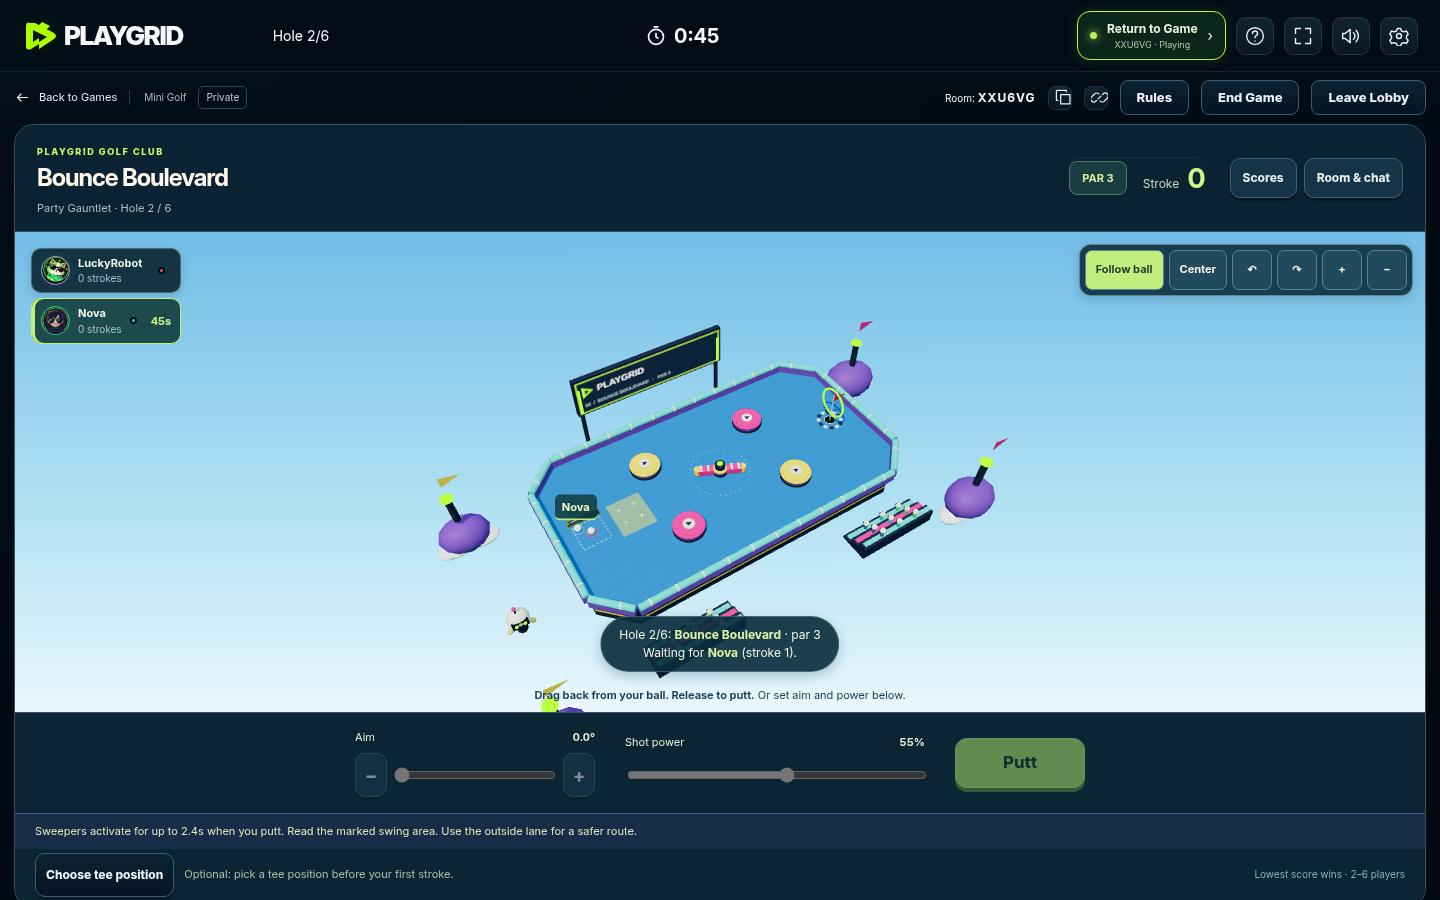 PLAYGRID
Hole 2/6
0:45
Return to Game
XXU6VG · Playing
Back to Games
Mini Golf
Private
Room: XXU6VG
Rules
End Game
Leave Lobby
PLAYGRID GOLF CLUB
Bounce Boulevard
Party Gauntlet · Hole 2 / 6
PAR 3
Stroke 0
Scores
Room & chat
LuckyRobot
0 strokes
Nova
0 strokes
45s
Follow ball
Center
PLAYGRID
02 / BOUNCE BOULEVARD · PAR 3
Nova
Hole 2/6: Bounce Boulevard · par 3
Waiting for Nova (stroke 1).
Drag back from your ball. Release to putt. Or set aim and power below.
Aim
0.0°
Shot power
55%
Putt
Sweepers activate for up to 2.4s when you putt. Read the marked swing area. Use the outside lane for a safer route.
Choose tee position
Optional: pick a tee position before your first stroke.
Lowest score wins · 2–6 players